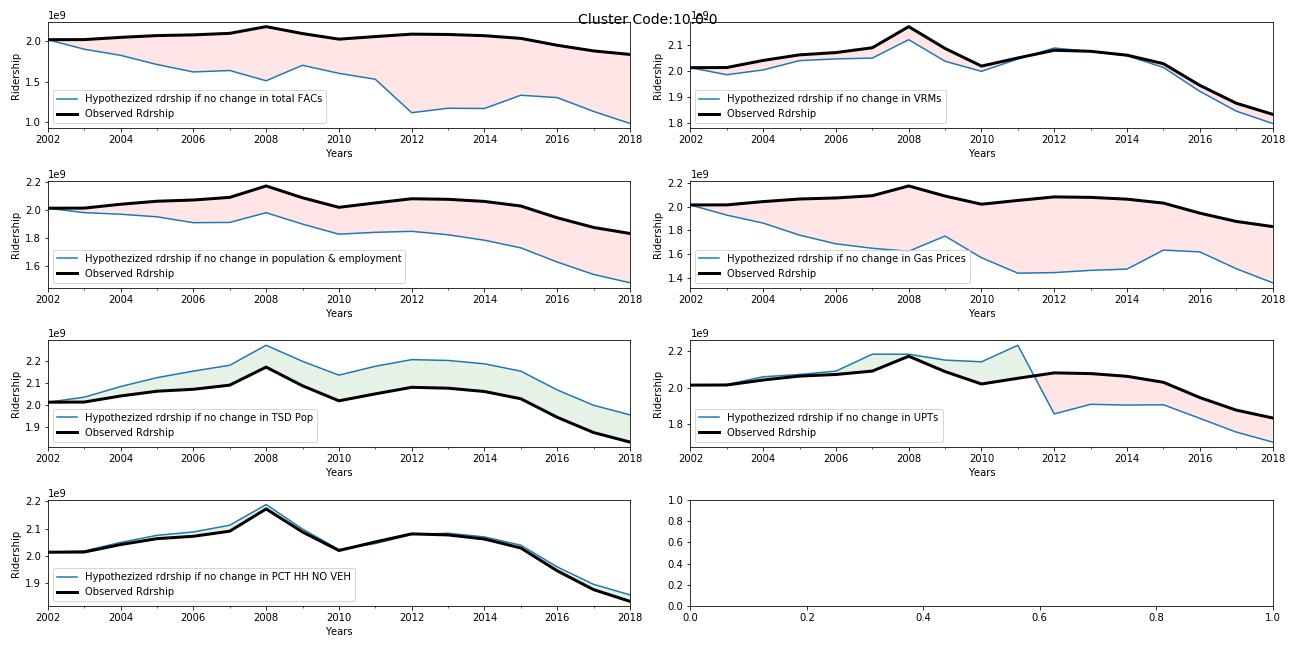 Cluster Code:10-0-0
1e9
2.0
1.5
1.0
Ridership
Hypothezized rdrship if no change in total FACs
Observed Rdrship
2002 2004 2006 2008 2010 2012 2014 2016 2018
Years
1e9
2.1
2.0
1.9
1.8
Ridership
Hypothezized rdrship if no change in VRMs
Observed Rdrship
2002 2004 2006 2008 2010 2012 2014 2016 2018
Years
1e9
2.2
2.0
1.8
1.6
Ridership
Hypothezized rdrship if no change in population & employment
Observed Rdrship
2002 2004 2006 2008 2010 2012 2014 2016 2018
Years
1e9
2.2
2.0
1.8
1.6
1.4
Ridership
Hypothezized rdrship if no change in Gas Prices
Observed Rdrship
2002 2004 2006 2008 2010 2012 2014 2016 2018
Years
1e9
2.2
2.1
2.0
1.9
Ridership
Hypothezized rdrship if no change in TSD Pop
Observed Rdrship
2002 2004 2006 2008 2010 2012 2014 2016 2018
Years
1e9
2.2
2.0
1.8
Ridership
Hypothezized rdrship if no change in UPTs
Observed Rdrship
2002 2004 2006 2008 2010 2012 2014 2016 2018
Years
1e9
2.2
2.1
2.0
1.9
Ridership
Hypothezized rdrship if no change in PCT HH NO VEH
Observed Rdrship
2002 2004 2006 2008 2010 2012 2014 2016 2018
Years
1.0
0.8
0.6
0.4
0.2
0.0
0.0 0.2 0.4 0.6 0.8 1.0